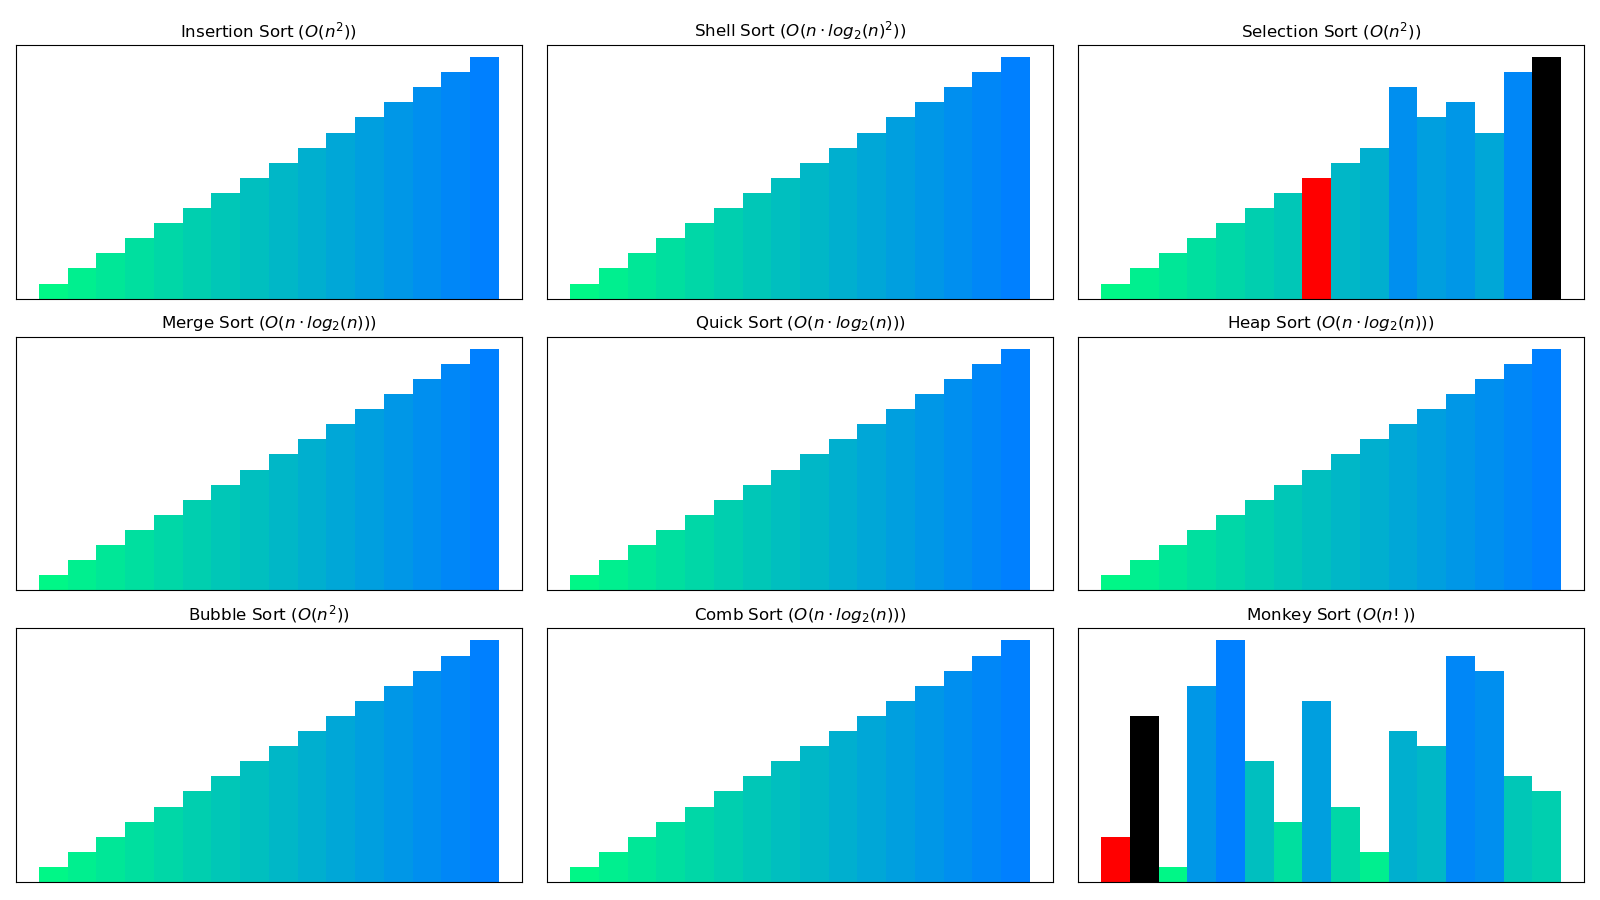 Insertion Sort (O(n²))
Shell Sort (O(n · log₂(n)²))
Selection Sort (O(n²))
Merge Sort (O(n · log₂(n)))
Quick Sort (O(n · log₂(n)))
Heap Sort (O(n · log₂(n)))
Bubble Sort (O(n²))
Comb Sort (O(n · log₂(n)))
Monkey Sort (O(n!))